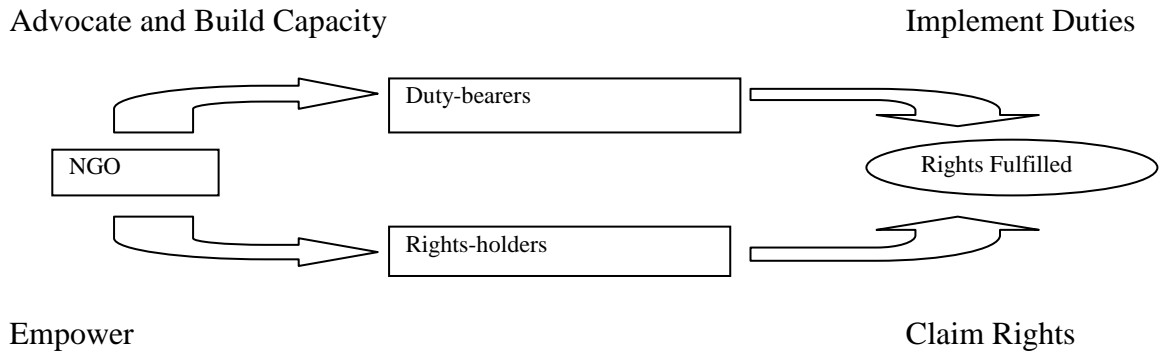 Advocate and Build Capacity
Implement Duties
Duty-bearers
NGO
Rights Fulfilled
Rights-holders
Empower
Claim Rights